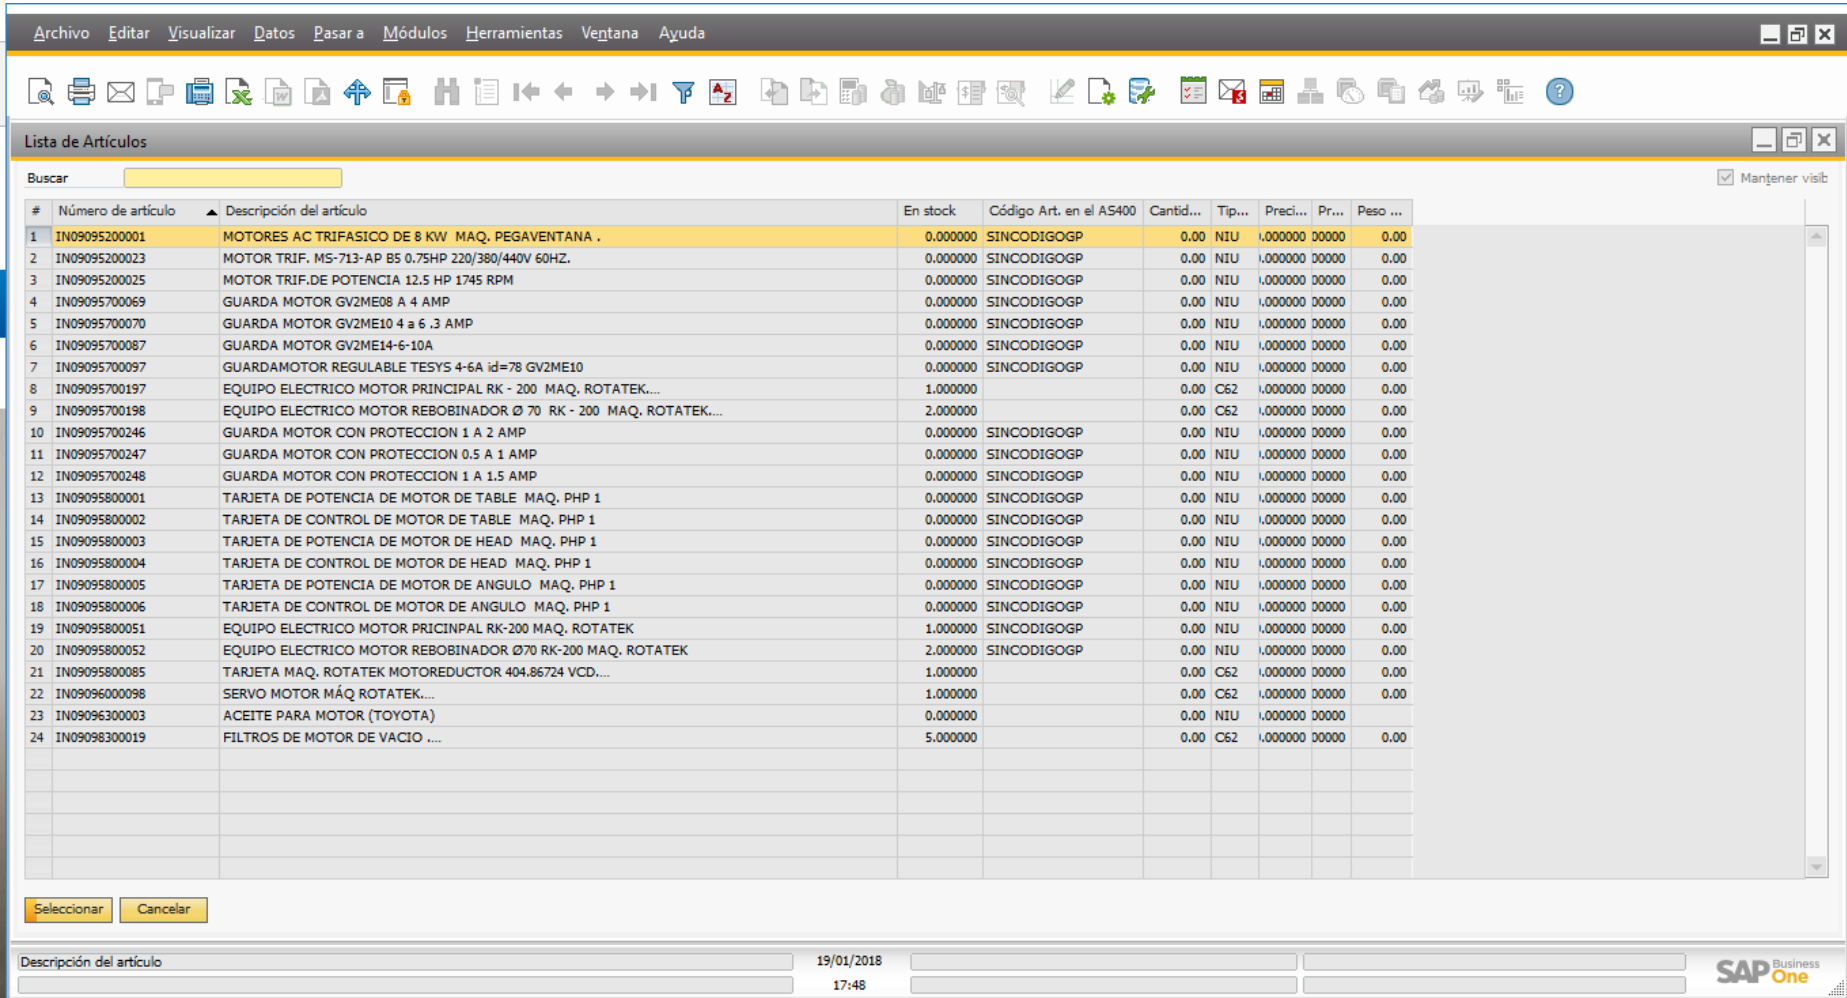 Archivo Editar Visualizar Datos Pasar a Módulos Herramientas Ventana Ayuda
Lista de Artículos
Buscar
Mantener visib
# Número de artículo Descripción del artículo En stock Código Art. en el AS400 Cantid... Tip... Preci... Pr... Peso ...
1 IN09095200001 MOTORES AC TRIFASICO DE 8 KW MAQ. PEGAVENTANA . 0.000000 SINCODIGOGP 0.00 NIU .000000 00000 0.00
2 IN09095200023 MOTOR TRIF. MS-713-AP B5 0.75HP 220/380/440V 60HZ. 0.000000 SINCODIGOGP 0.00 NIU .000000 00000 0.00
3 IN09095200025 MOTOR TRIF.DE POTENCIA 12.5 HP 1745 RPM 0.000000 SINCODIGOGP 0.00 NIU .000000 00000 0.00
4 IN09095700069 GUARDA MOTOR GV2ME08 A 4 AMP 0.000000 SINCODIGOGP 0.00 NIU .000000 00000 0.00
5 IN09095700070 GUARDA MOTOR GV2ME10 4 a 6 .3 AMP 0.000000 SINCODIGOGP 0.00 NIU .000000 00000 0.00
6 IN09095700087 GUARDA MOTOR GV2ME14-6-10A 0.000000 SINCODIGOGP 0.00 NIU .000000 00000 0.00
7 IN09095700097 GUARDAMOTOR REGULABLE TESYS 4-6A id=78 GV2ME10 0.000000 SINCODIGOGP 0.00 NIU .000000 00000 0.00
8 IN09095700197 EQUIPO ELECTRICO MOTOR PRINCIPAL RK - 200 MAQ. ROTATEK.... 1.000000 0.00 C62 .000000 00000 0.00
9 IN09095700198 EQUIPO ELECTRICO MOTOR REBOBINADOR Ø 70 RK - 200 MAQ. ROTATEK.... 2.000000 0.00 C62 .000000 00000 0.00
10 IN09095700246 GUARDA MOTOR CON PROTECCION 1 A 2 AMP 0.000000 SINCODIGOGP 0.00 NIU .000000 00000 0.00
11 IN09095700247 GUARDA MOTOR CON PROTECCION 0.5 A 1 AMP 0.000000 SINCODIGOGP 0.00 NIU .000000 00000 0.00
12 IN09095700248 GUARDA MOTOR CON PROTECCION 1 A 1.5 AMP 0.000000 SINCODIGOGP 0.00 NIU .000000 00000 0.00
13 IN09095800001 TARJETA DE POTENCIA DE MOTOR DE TABLE MAQ. PHP 1 0.000000 SINCODIGOGP 0.00 NIU .000000 00000 0.00
14 IN09095800002 TARJETA DE CONTROL DE MOTOR DE TABLE MAQ. PHP 1 0.000000 SINCODIGOGP 0.00 NIU .000000 00000 0.00
15 IN09095800003 TARJETA DE POTENCIA DE MOTOR DE HEAD MAQ. PHP 1 0.000000 SINCODIGOGP 0.00 NIU .000000 00000 0.00
16 IN09095800004 TARJETA DE CONTROL DE MOTOR DE HEAD MAQ. PHP 1 0.000000 SINCODIGOGP 0.00 NIU .000000 00000 0.00
17 IN09095800005 TARJETA DE POTENCIA DE MOTOR DE ANGULO MAQ. PHP 1 0.000000 SINCODIGOGP 0.00 NIU .000000 00000 0.00
18 IN09095800006 TARJETA DE CONTROL DE MOTOR DE ANGULO MAQ. PHP 1 0.000000 SINCODIGOGP 0.00 NIU .000000 00000 0.00
19 IN09095800051 EQUIPO ELECTRICO MOTOR PRICINPAL RK-200 MAQ. ROTATEK 1.000000 SINCODIGOGP 0.00 NIU .000000 00000 0.00
20 IN09095800052 EQUIPO ELECTRICO MOTOR REBOBINADOR Ø70 RK-200 MAQ. ROTATEK 2.000000 SINCODIGOGP 0.00 NIU .000000 00000 0.00
21 IN09095800085 TARJETA MAQ. ROTATEK MOTOREDUCTOR 404.86724 VCD.... 1.000000 0.00 C62 .000000 00000 0.00
22 IN09096000098 SERVO MOTOR MÁQ ROTATEK.... 1.000000 0.00 C62 .000000 00000 0.00
23 IN09096300003 ACEITE PARA MOTOR (TOYOTA) 0.000000 0.00 NIU .000000 00000
24 IN09098300019 FILTROS DE MOTOR DE VACIO .... 5.000000 0.00 C62 .000000 00000 0.00
Seleccionar Cancelar
Descripción del artículo 19/01/2018
17:48
SAP Business One